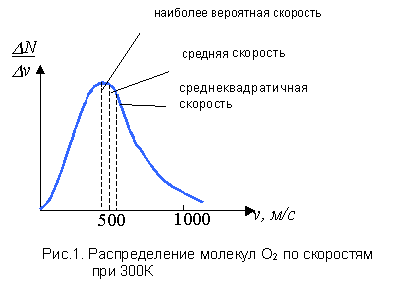 наиболее вероятная скорость
средняя скорость
среднеквадратичная
скорость
ΔN
Δv
500
1000
v, м/с
Рис.1. Распределение молекул O₂ по скоростям
при 300К